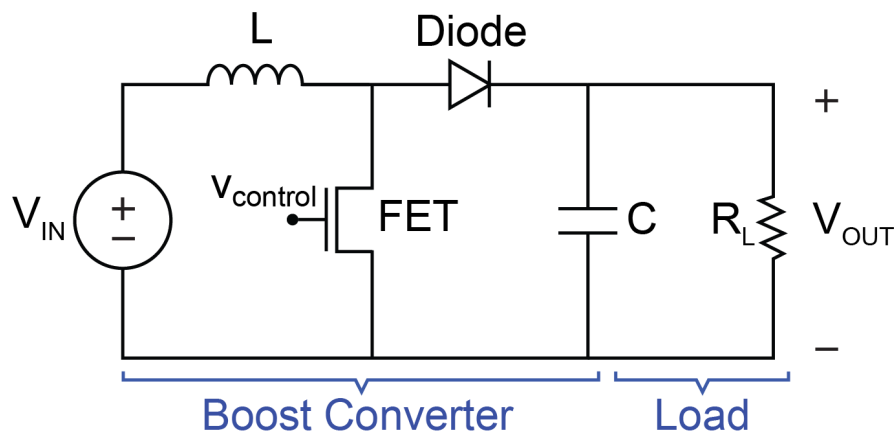 L
Diode
+
V_IN
+
−
v_control
FET
C
R_L
V_OUT
−
Boost Converter
Load